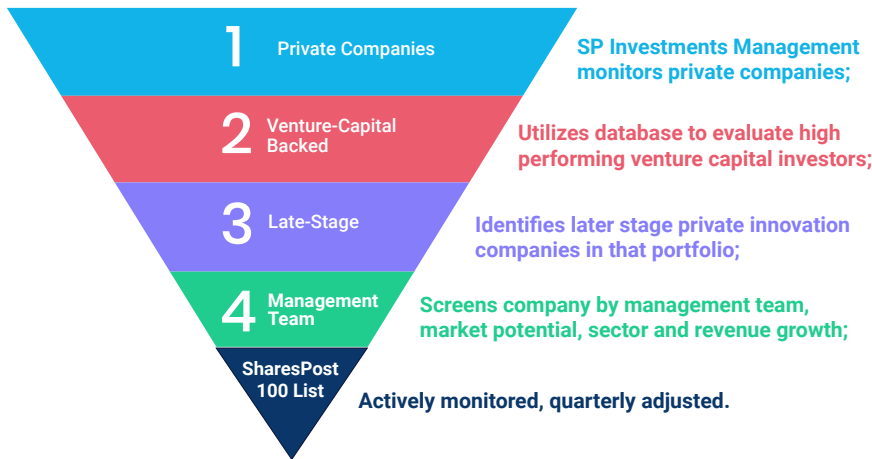 1
Private Companies
SP Investments Management
monitors private companies;
2
Venture-Capital
Backed
Utilizes database to evaluate high
performing venture capital investors;
3
Late-Stage
Identifies later stage private innovation
companies in that portfolio;
4
Management
Team
Screens company by management team,
market potential, sector and revenue growth;
SharesPost
100 List
Actively monitored, quarterly adjusted.